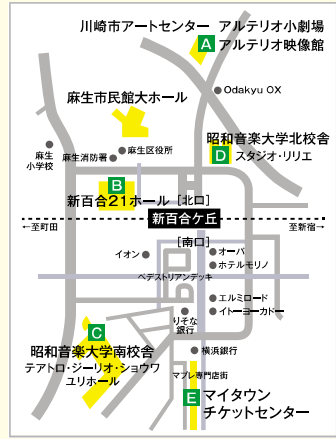 川崎市アートセンター アルテリオ小劇場
A アルテリオ映像館
Odakyu OX
麻生市民館大ホール
昭和音楽大学北校舎
D スタジオ・リリエ
麻生
小学校
麻生消防署
麻生区役所
B
新百合21ホール
[北口]
新百合ケ丘
←至町田
至新宿→
[南口]
イオン
オーパ
ホテルモリノ
ペデストリアンデッキ
エルミロード
イトーヨーカドー
りそな
銀行
C
昭和音楽大学南校舎
テアトロ・ジーリオ・ショウワ
ユリホール
横浜銀行
マプレ専門店街
E マイタウン
チケットセンター